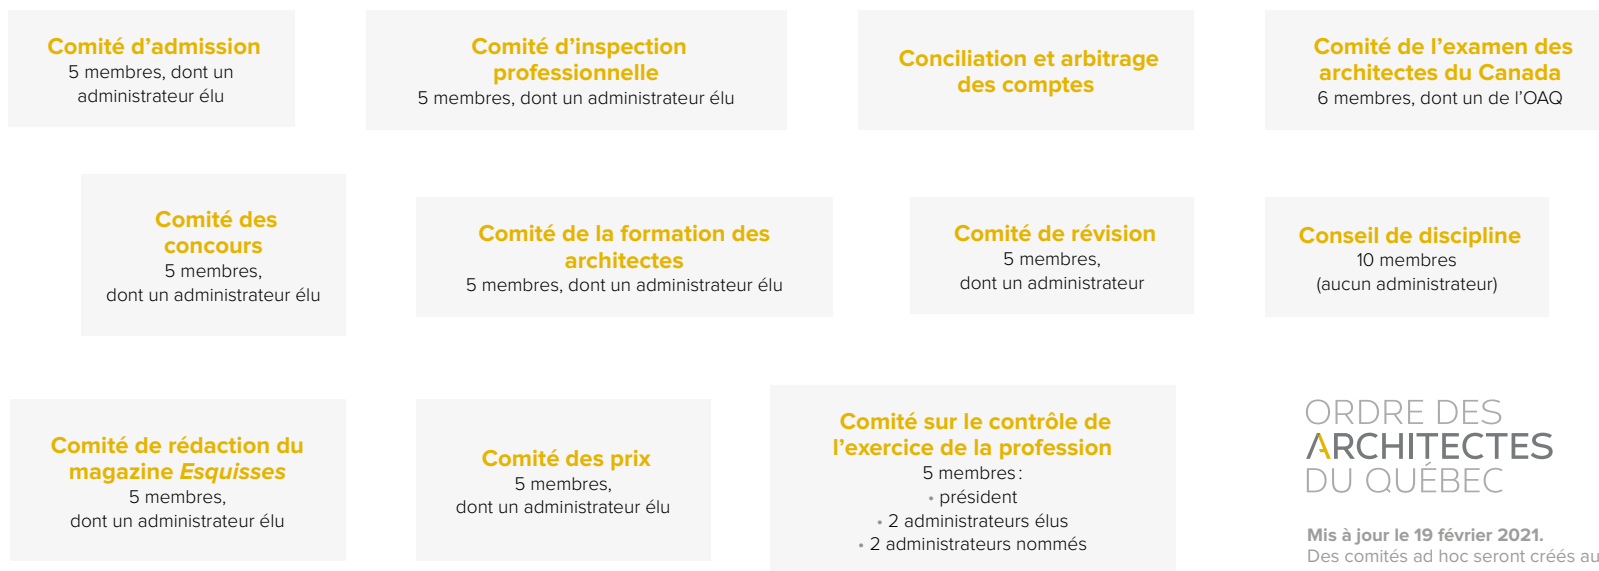 Comité d’admission
5 membres, dont un
administrateur élu
Comité d’inspection
professionnelle
5 membres, dont un administrateur élu
Conciliation et arbitrage
des comptes
Comité de l’examen des
architectes du Canada
6 membres, dont un de l’OAQ
Comité des
concours
5 membres,
dont un administrateur élu
Comité de la formation des
architectes
5 membres, dont un administrateur élu
Comité de révision
5 membres,
dont un administrateur
Conseil de discipline
10 membres
(aucun administrateur)
Comité de rédaction du
magazine Esquisses
5 membres,
dont un administrateur élu
Comité des prix
5 membres,
dont un administrateur élu
Comité sur le contrôle de
l’exercice de la profession
5 membres :
• président
• 2 administrateurs élus
• 2 administrateurs nommés
ORDRE DES
ARCHITECTES
DU QUÉBEC
Mis à jour le 19 février 2021.
Des comités ad hoc seront créés au